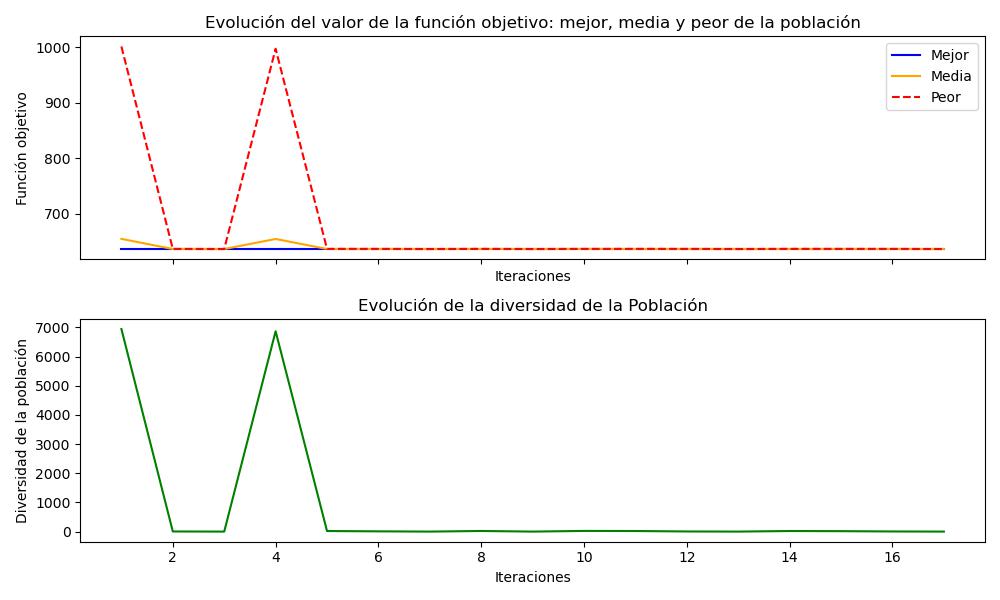 Evolución del valor de la función objetivo: mejor, media y peor de la población
1000
900
800
700
Función objetivo
Mejor
Media
Peor
Iteraciones
Evolución de la diversidad de la Población
7000
6000
5000
4000
3000
2000
1000
0
Diversidad de la población
2 4 6 8 10 12 14 16
Iteraciones